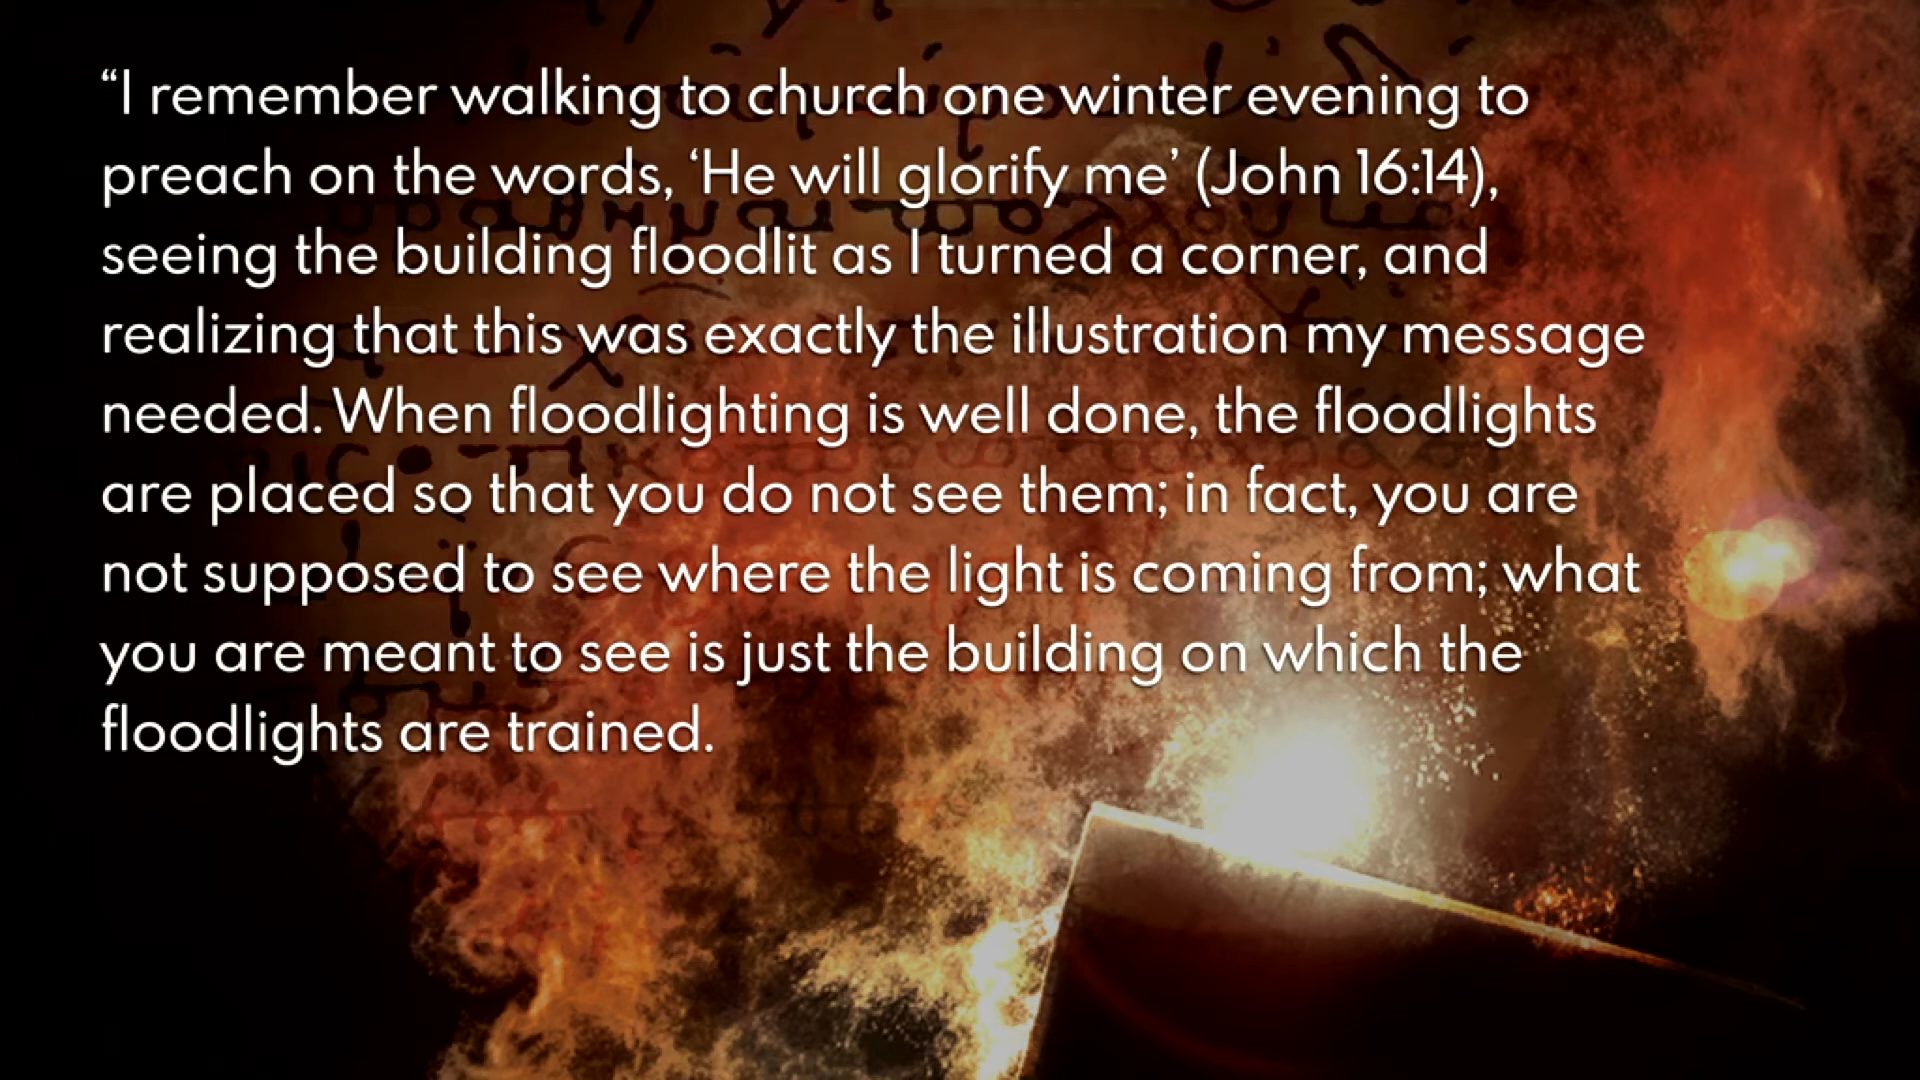 “I remember walking to church one winter evening to
preach on the words, ‘He will glorify me’ (John 16:14),
seeing the building floodlit as I turned a corner, and
realizing that this was exactly the illustration my message
needed. When floodlighting is well done, the floodlights
are placed so that you do not see them; in fact, you are
not supposed to see where the light is coming from; what
you are meant to see is just the building on which the
floodlights are trained.